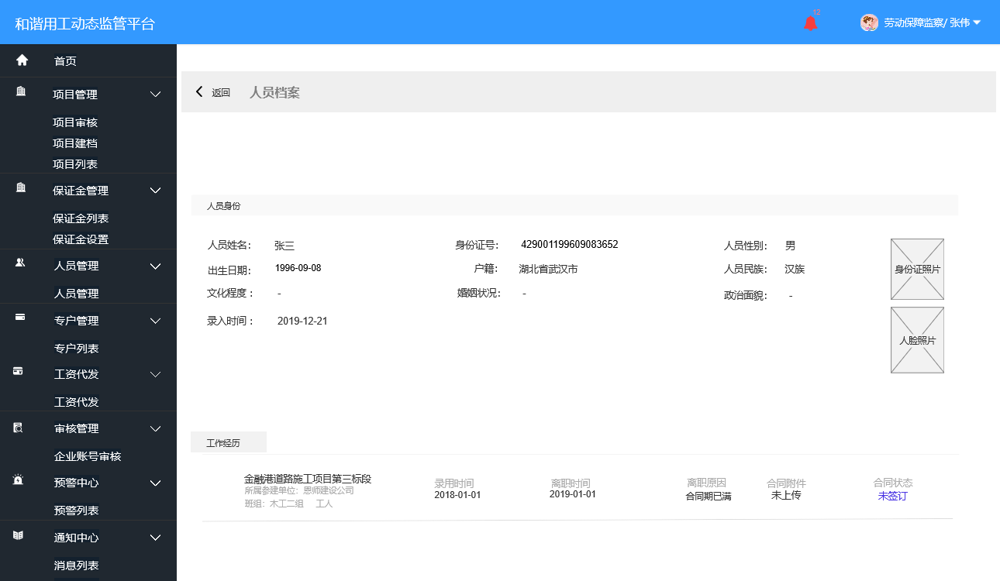 和谐用工动态监管平台
12
劳动保障监察/ 张伟
首页
项目管理
项目审核
项目建档
项目列表
保证金管理
保证金列表
保证金设置
人员管理
人员管理
专户管理
专户列表
工资代发
工资代发
审核管理
企业账号审核
预警中心
预警列表
通知中心
消息列表
返回 人员档案
人员身份
人员姓名: 张三 身份证号: 429001199609083652 人员性别: 男
出生日期: 1996-09-08 户籍: 湖北省武汉市 人员民族: 汉族
文化程度： - 婚姻状况: - 政治面貌: -
录入时间： 2019-12-21
身份证照片
人脸照片
工作经历
金融港道路施工项目第三标段
所属参建单位: 恩师建设公司
班组: 木工二组 工人
录用时间 离职时间 离职原因 合同附件 合同状态
2018-01-01 2019-01-01 合同期已满 未上传 未签订